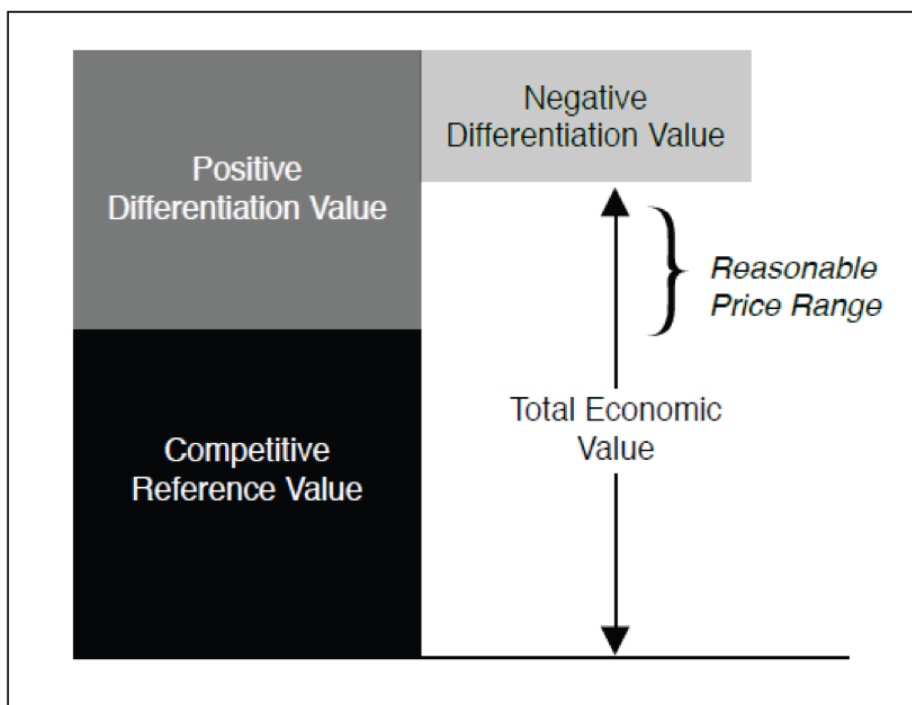 Positive
Differentiation Value
Negative
Differentiation Value
Reasonable
Price Range
Competitive
Reference Value
Total Economic
Value